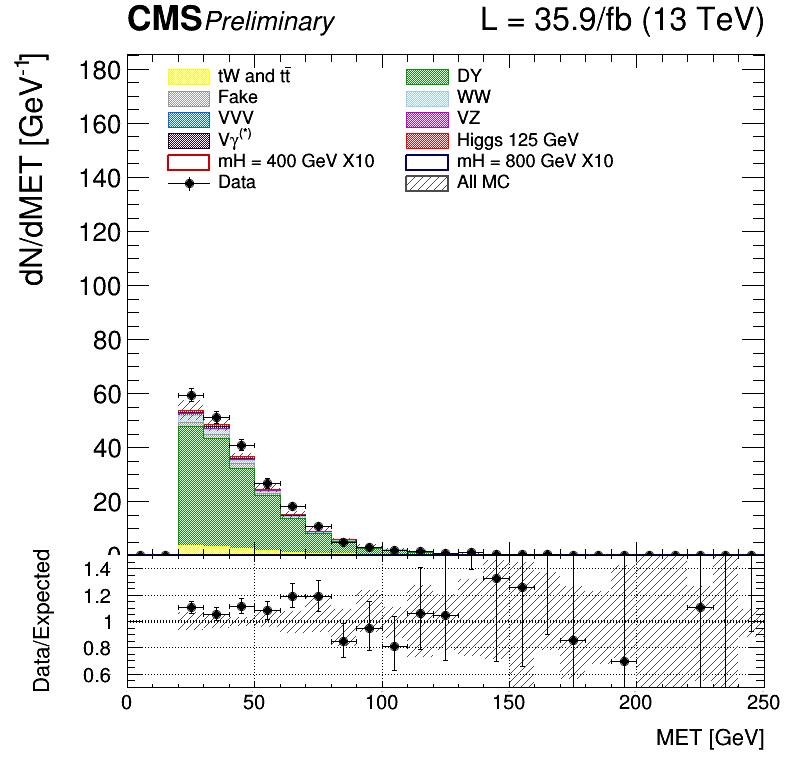 CMS Preliminary L = 35.9/fb (13 TeV)
dN/dMET [GeV⁻¹]
180
160
140
120
100
80
60
40
20
0
tW and tt̄
DY
Fake
WW
VVV
VZ
Vγ⁽*⁾
Higgs 125 GeV
mH = 400 GeV X10
mH = 800 GeV X10
Data
All MC
Data/Expected
1.4
1.2
1
0.8
0.6
0 50 100 150 200 250
MET [GeV]